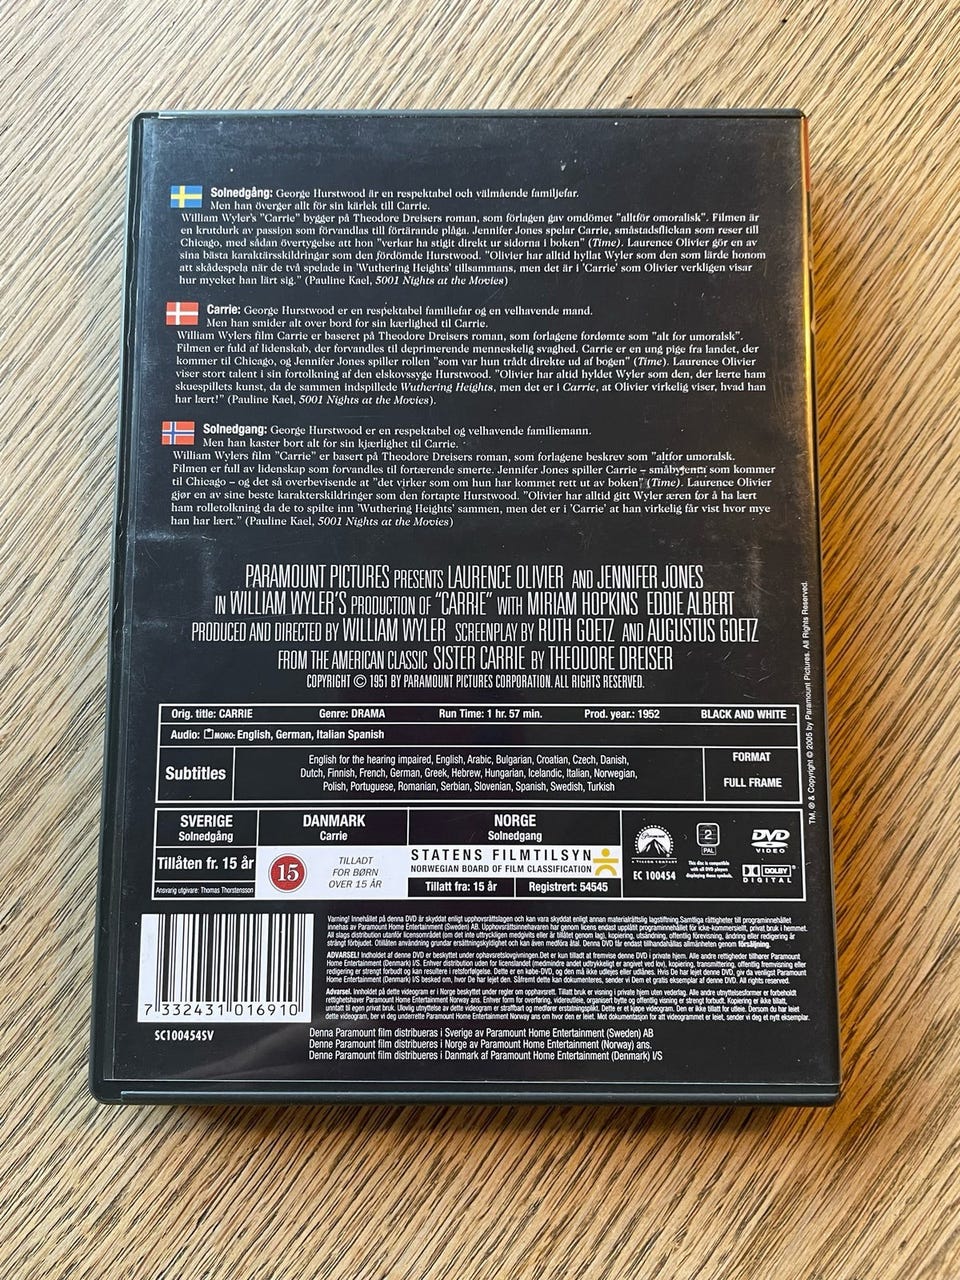 Solnedgång: George Hurstwood är en respektabel och välmående familjefar.
Men han överger allt för sin kärlek till Carrie.
William Wyler's "Carrie" bygger på Theodore Dreisers roman, som förlagen gav omdömet "alltför omoralisk". Filmen är
en krutdurk av passion som förvandlas till förtärande plåga. Jennifer Jones spelar Carrie, småstadsflickan som reser till
Chicago, med sådan övertygelse att hon "verkar ha stigit direkt ur sidorna i boken" (Time). Laurence Olivier gör en av
sina bästa karaktärsskildringar som den fördömde Hurstwood. "Olivier har alltid hyllat Wyler som den som lärde honom
att skådespela när de två spelade in 'Wuthering Heights' tillsammans, men det är i 'Carrie' som Olivier verkligen visar
hur mycket han lärt sig." (Pauline Kael, 5001 Nights at the Movies)
Carrie: George Hurstwood er en respektabel familiefar og en velhavende mand.
Men han smider alt over bord for sin kærlighed til Carrie.
William Wylers film Carrie er baseret på Theodore Dreisers roman, som forlagene fordømte som "alt for umoralsk".
Filmen er fuld af lidenskab, der forvandles til deprimerende menneskelig svaghed. Carrie er en ung pige fra landet, der
kommer til Chicago, og Jennifer Jones spiller rollen "som var hun trådt direkte ud af bogen" (Time). Laurence Olivier
viser stort talent i sin fortolkning af den elskovssyge Hurstwood. "Olivier har altid hyldet Wyler som den, der lærte ham
skuespillets kunst, da de sammen indspillede Wuthering Heights, men det er i Carrie, at Olivier virkelig viser, hvad han
har lært!" (Pauline Kael, 5001 Nights at the Movies).
Solnedgang: George Hurstwood er en respektabel og velhavende familiemann.
Men han kaster bort alt for sin kjærlighet til Carrie.
William Wylers film "Carrie" er basert på Theodore Dreisers roman, som forlagene beskrev som "altfor umoralsk.
Filmen er full av lidenskap som forvandles til fortærende smerte. Jennifer Jones spiller Carrie – småbyjenta som kommer
til Chicago – og det så overbevisende at "det virker som om hun har kommet rett ut av boken" (Time). Laurence Olivier
gjør en av sine beste karakterskildringer som den fortapte Hurstwood. "Olivier har alltid gitt Wyler æren for å ha lært
ham rolletolkning da de to spilte inn 'Wuthering Heights' sammen, men det er i 'Carrie' at han virkelig får vist hvor mye
han har lært." (Pauline Kael, 5001 Nights at the Movies)
PARAMOUNT PICTURES PRESENTS LAURENCE OLIVIER AND JENNIFER JONES
IN WILLIAM WYLER'S PRODUCTION OF "CARRIE" WITH MIRIAM HOPKINS EDDIE ALBERT
PRODUCED AND DIRECTED BY WILLIAM WYLER SCREENPLAY BY RUTH GOETZ AND AUGUSTUS GOETZ
FROM THE AMERICAN CLASSIC SISTER CARRIE BY THEODORE DREISER
COPYRIGHT © 1951 BY PARAMOUNT PICTURES CORPORATION. ALL RIGHTS RESERVED.
TM, ® & Copyright © 2005 by Paramount Pictures. All Rights Reserved.
Orig. title: CARRIE Genre: DRAMA Run Time: 1 hr. 57 min. Prod. year.: 1952 BLACK AND WHITE
Audio: MONO: English, German, Italian Spanish
Subtitles
English for the hearing impaired, English, Arabic, Bulgarian, Croatian, Czech, Danish,
Dutch, Finnish, French, German, Greek, Hebrew, Hungarian, Icelandic, Italian, Norwegian,
Polish, Portuguese, Romanian, Serbian, Slovenian, Spanish, Swedish, Turkish
FORMAT
FULL FRAME
SVERIGE
Solnedgång
Tillåten fr. 15 år
Ansvarig utgivare: Thomas Thorstensson
DANMARK
Carrie
15
TILLADT
FOR BØRN
OVER 15 ÅR
NORGE
Solnedgang
STATENS FILMTILSYN
NORWEGIAN BOARD OF FILM CLASSIFICATION
Tillatt fra: 15 år Registrert: 54545
Paramount
EC 100454
2
PAL
This disc is compatible
with all DVD players
displaying these symbols.
DVD
VIDEO
DOLBY
DIGITAL
7 332431 016910
SC100454SV
Denna Paramount film distribueras i Sverige av Paramount Home Entertainment (Sweden) AB
Denne Paramount film distribueres i Norge av Paramount Home Entertainment (Norway) ans.
Denne Paramount film distribueres i Danmark af Paramount Home Entertainment (Denmark) I/S